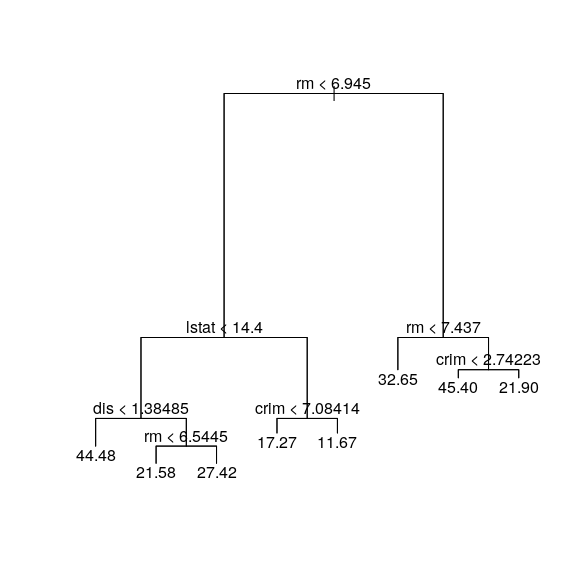 rm < 6.945
lstat < 14.4
rm < 7.437
crim < 2.74223
32.65
45.40
21.90
dis < 1.38485
crim < 7.08414
rm < 6.5445
44.48
17.27
11.67
21.58
27.42